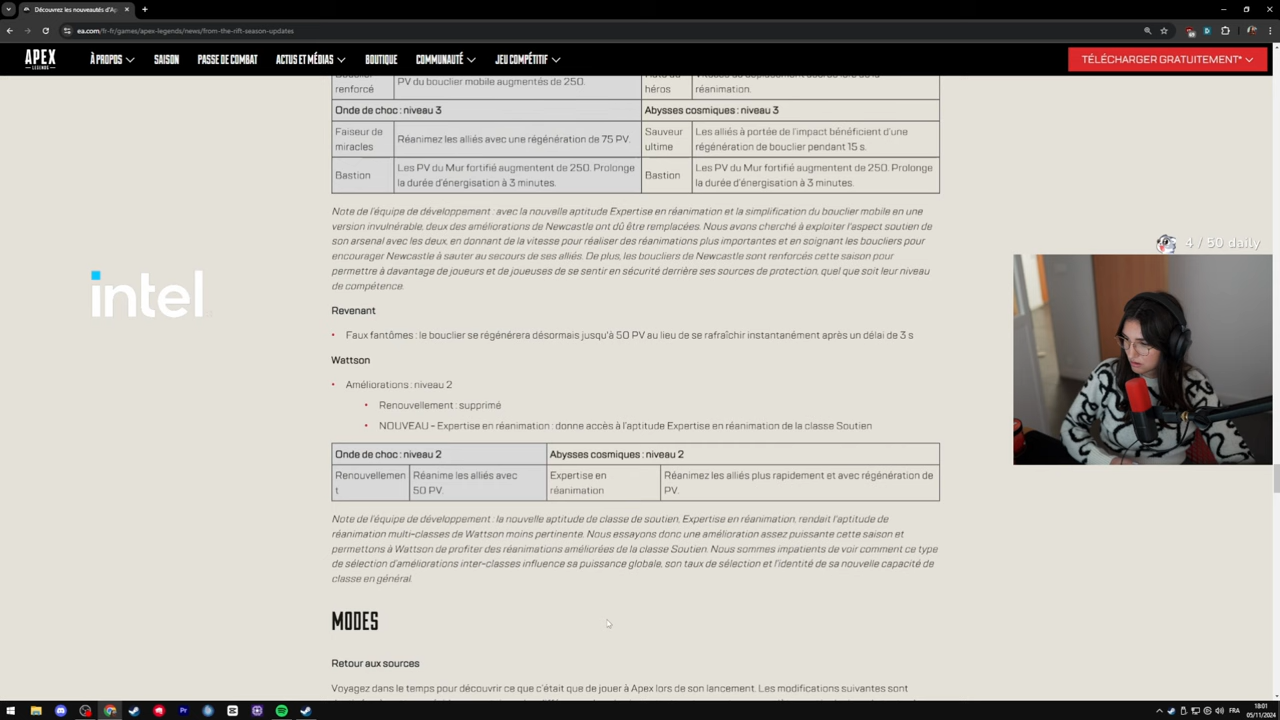 Découvrez les nouveautés d'Ap
ea.com/fr-fr/games/apex-legends/news/from-the-rift-season-updates
APEX
LEGENDS
À PROPOS
SAISON
PASSE DE COMBAT
ACTUS ET MÉDIAS
BOUTIQUE
COMMUNAUTÉ
JEU COMPÉTITIF
TÉLÉCHARGER GRATUITEMENT*
renforcé
PV du bouclier mobile augmentés de 250.
héros
réanimation.
Onde de choc : niveau 3
Abysses cosmiques : niveau 3
Faiseur de
miracles
Réanimez les alliés avec une régénération de 75 PV.
Sauveur
ultime
Les alliés à portée de l'impact bénéficient d'une
régénération de bouclier pendant 15 s.
Bastion
Les PV du Mur fortifié augmentent de 250. Prolonge
la durée d'énergisation à 3 minutes.
Bastion
Les PV du Mur fortifié augmentent de 250. Prolonge
la durée d'énergisation à 3 minutes.
Note de l'équipe de développement : avec la nouvelle aptitude Expertise en réanimation et la simplification du bouclier mobile en une
version invulnérable, deux des améliorations de Newcastle ont dû être remplacées. Nous avons cherché à exploiter l'aspect soutien de
son arsenal avec les deux, en donnant de la vitesse pour réaliser des réanimations plus importantes et en soignant les boucliers pour
encourager Newcastle à sauter au secours de ses alliés. De plus, les boucliers de Newcastle sont renforcés cette saison pour
permettre à davantage de joueurs et de joueuses de se sentir en sécurité derrière ses sources de protection, quel que soit leur niveau
de compétence.
4 / 50 daily
intel
Revenant
Faux fantômes : le bouclier se régénérera désormais jusqu'à 50 PV au lieu de se rafraîchir instantanément après un délai de 3 s
Wattson
Améliorations : niveau 2
Renouvellement : supprimé
NOUVEAU - Expertise en réanimation : donne accès à l'aptitude Expertise en réanimation de la classe Soutien
Onde de choc : niveau 2
Abysses cosmiques : niveau 2
Renouvellemen
t
Réanime les alliés avec
50 PV.
Expertise en
réanimation
Réanimez les alliés plus rapidement et avec régénération de
PV.
Note de l'équipe de développement : la nouvelle aptitude de classe de soutien, Expertise en réanimation, rendait l'aptitude de
réanimation multi-classes de Wattson moins pertinente. Nous essayons donc une amélioration assez puissante cette saison et
permettons à Wattson de profiter des réanimations améliorées de la classe Soutien. Nous sommes impatients de voir comment ce type
de sélection d'améliorations inter-classes influence sa puissance globale, son taux de sélection et l'identité de sa nouvelle capacité de
classe en général.
MODES
Retour aux sources
Voyagez dans le temps pour découvrir ce que c'était que de jouer à Apex lors de son lancement. Les modifications suivantes sont
FRA
18:01
05/11/2024